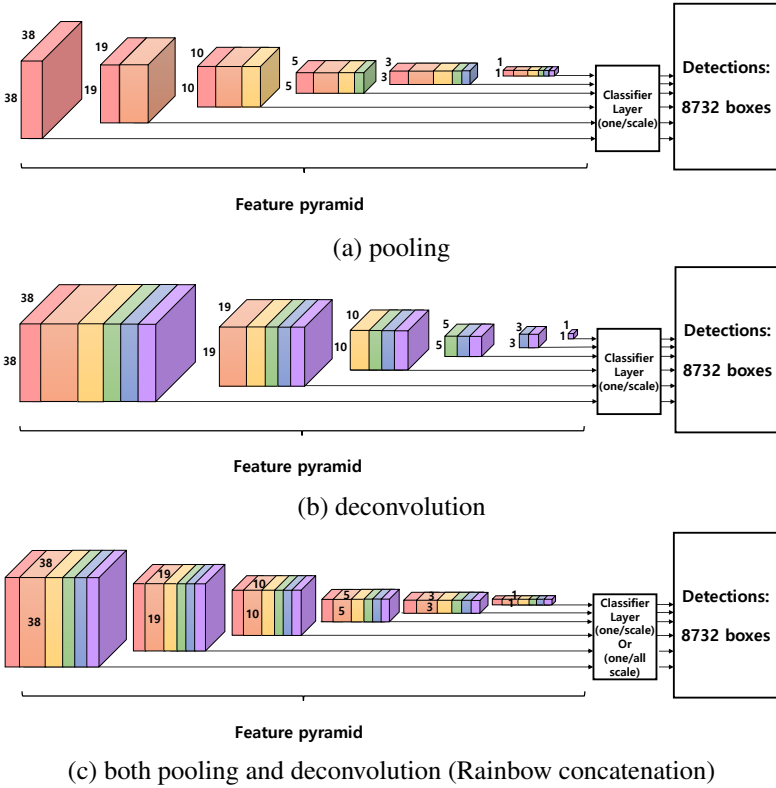 38
38
19
19
10
10
5
5
3
3
1
1
Classifier
Layer
(one/scale)
Detections:
8732 boxes
Feature pyramid
(a) pooling
38
38
19
19
10
10
5
5
3
3
1
1
Classifier
Layer
(one/scale)
Detections:
8732 boxes
Feature pyramid
(b) deconvolution
38
38
19
19
10
10
5
5
3
3
1
1
Classifier
Layer
(one/scale)
Or
(one/all
scale)
Detections:
8732 boxes
Feature pyramid
(c) both pooling and deconvolution (Rainbow concatenation)